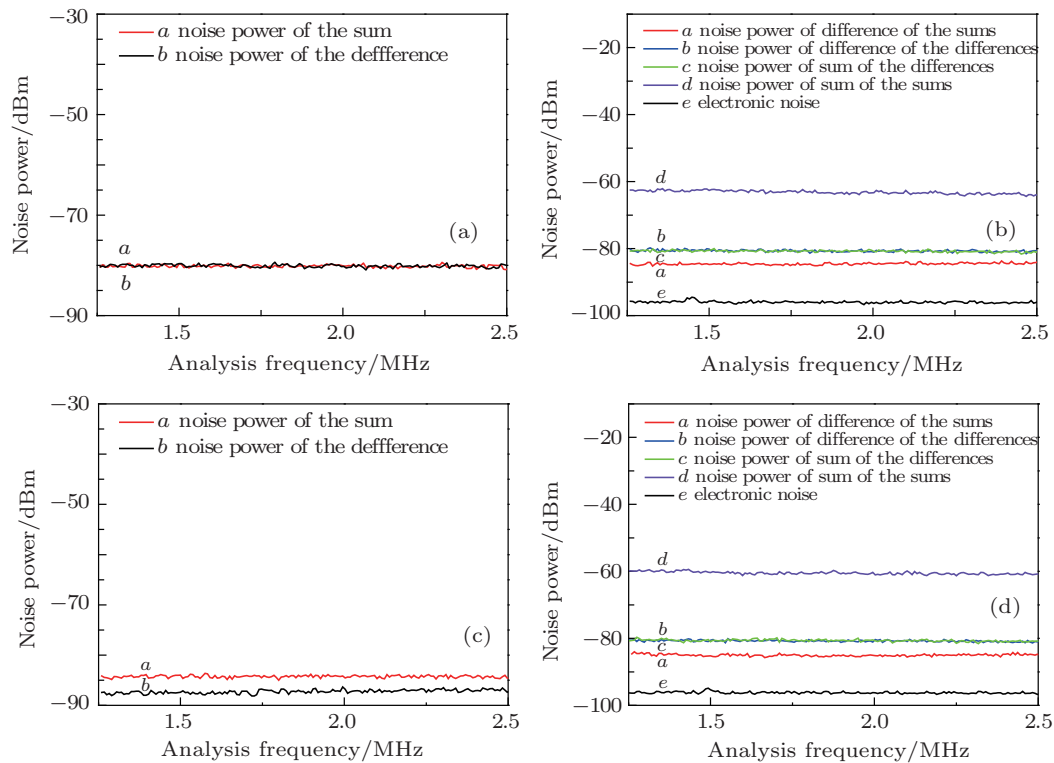 −30
−50
−70
−90
Noise power/dBm
a noise power of the sum
b noise power of the defffference
a
b
(a)
1.5
2.0
2.5
Analysis frequency/MHz
−20
−40
−60
−80
−100
Noise power/dBm
a noise power of difference of the sums
b noise power of difference of the differences
c noise power of sum of the differences
d noise power of sum of the sums
e electronic noise
d
b
c
a
e
(b)
1.5
2.0
2.5
Analysis frequency/MHz
−30
−50
−70
−90
Noise power/dBm
a noise power of the sum
b noise power of the defffference
a
b
(c)
1.5
2.0
2.5
Analysis frequency/MHz
−20
−40
−60
−80
−100
Noise power/dBm
a noise power of difference of the sums
b noise power of difference of the differences
c noise power of sum of the differences
d noise power of sum of the sums
e electronic noise
d
b
c
a
e
(d)
1.5
2.0
2.5
Analysis frequency/MHz